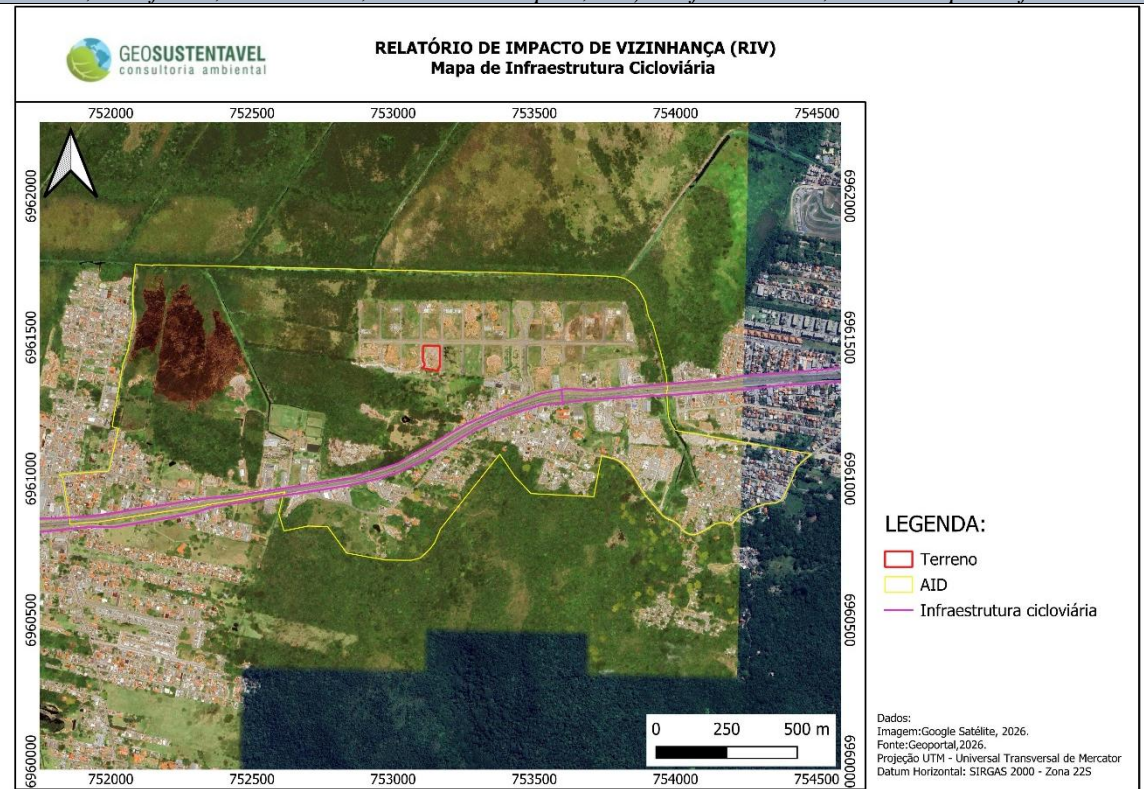 GEOSUSTENTAVEL
consultoria ambiental
RELATÓRIO DE IMPACTO DE VIZINHANÇA (RIV)
Mapa de Infraestrutura Cicloviária
752000 752500 753000 753500 754000 754500
6962000 6962000
6961500 6961500
6961000 6961000
6960500 6960500
6960000 6960000
0 250 500 m
752000 752500 753000 753500 754000 754500
LEGENDA:
Terreno
AID
Infraestrutura cicloviária
Dados:
Imagem:Google Satélite, 2026.
Fonte:Geoportal,2026.
Projeção UTM - Universal Transversal de Mercator
Datum Horizontal: SIRGAS 2000 - Zona 22S